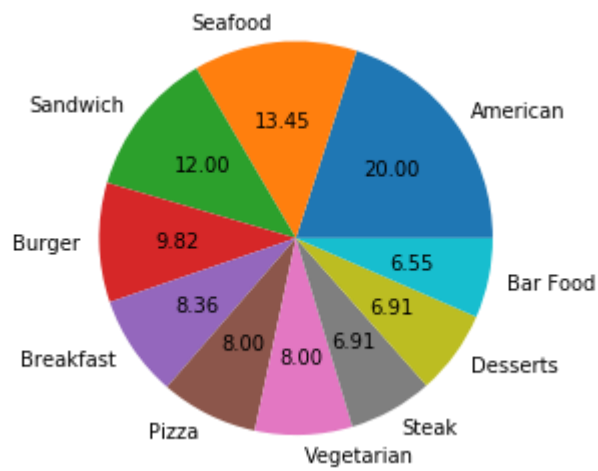 Seafood
American
Sandwich
13.45
20.00
12.00
Burger
9.82
6.55
Bar Food
8.36
6.91
8.00
8.00
6.91
Breakfast
Desserts
Pizza
Steak
Vegetarian